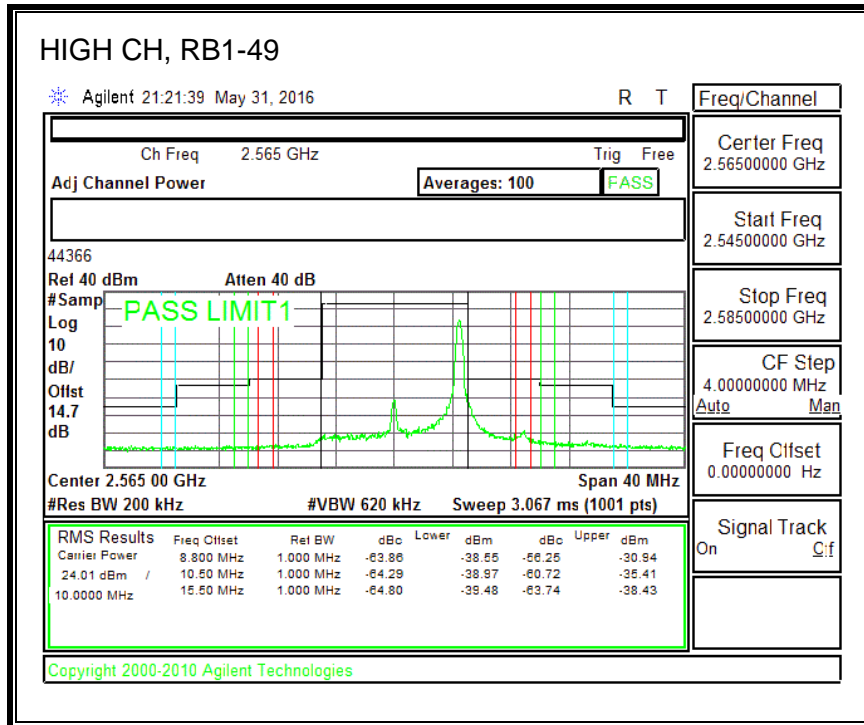 HIGH CH, RB1-49
Agilent 21:21:39 May 31, 2016 R T
Freq/Channel
Ch Freq 2.565 GHz Trig Free
Adj Channel Power Averages: 100 PASS
44366
Ref 40 dBm Atten 40 dB
#Samp
Log
10
dB/
Offst
14.7
dB
PASS LIMIT1
Center 2.565 00 GHz Span 40 MHz
#Res BW 200 kHz #VBW 620 kHz Sweep 3.067 ms (1001 pts)
RMS Results Freq Offset Ref BW dBc Lower dBm dBc Upper dBm
Carrier Power 8.800 MHz 1.000 MHz -63.86 -38.55 -56.25 -30.94
24.01 dBm / 10.50 MHz 1.000 MHz -64.29 -38.97 -60.72 -35.41
10.0000 MHz 15.50 MHz 1.000 MHz -64.80 -39.48 -63.74 -38.43
Copyright 2000-2010 Agilent Technologies
Center Freq
2.56500000 GHz
Start Freq
2.54500000 GHz
Stop Freq
2.58500000 GHz
CF Step
4.00000000 MHz
Auto Man
Freq Offset
0.00000000 Hz
Signal Track
On Off